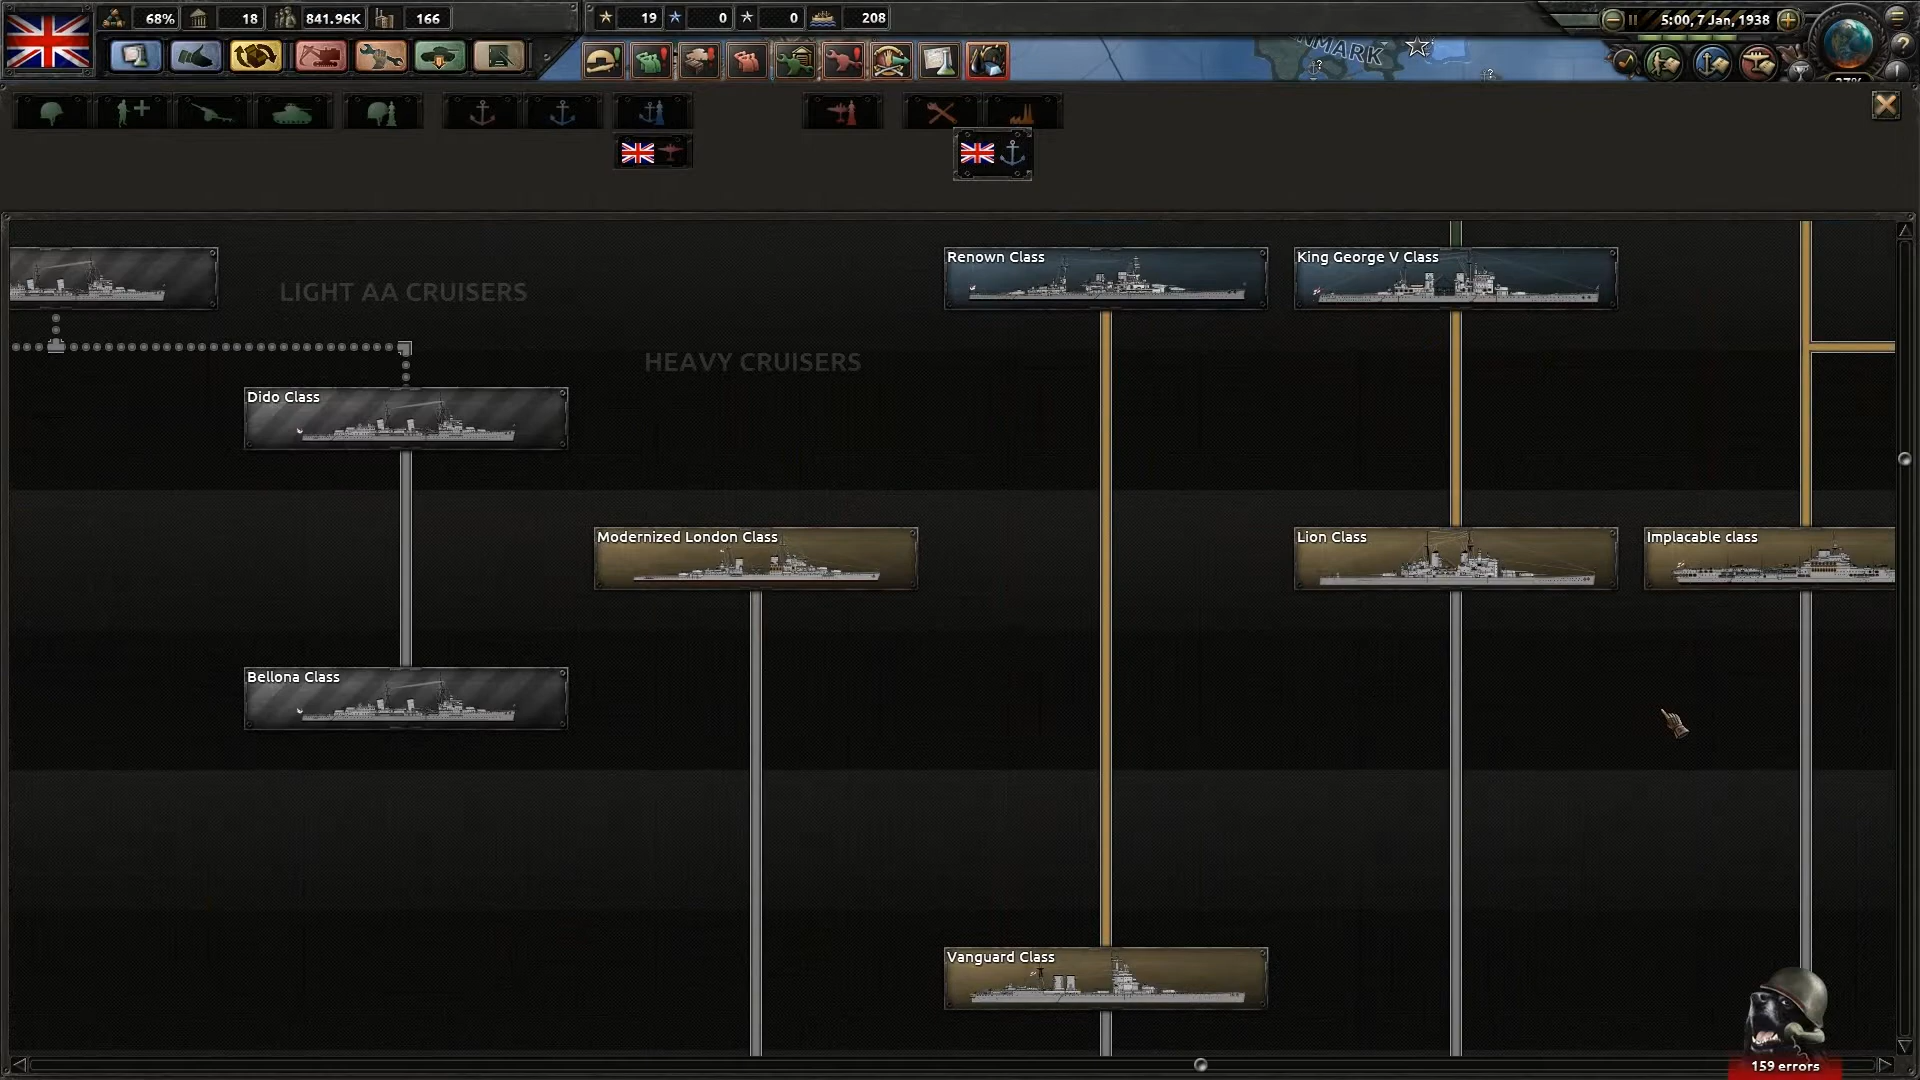 68%
18
841.96K
166
19
0
0
208
5:00, 7 Jan, 1938
Renown Class
King George V Class
LIGHT AA CRUISERS
HEAVY CRUISERS
Dido Class
Modernized London Class
Lion Class
Implacable class
Bellona Class
Vanguard Class
159 errors